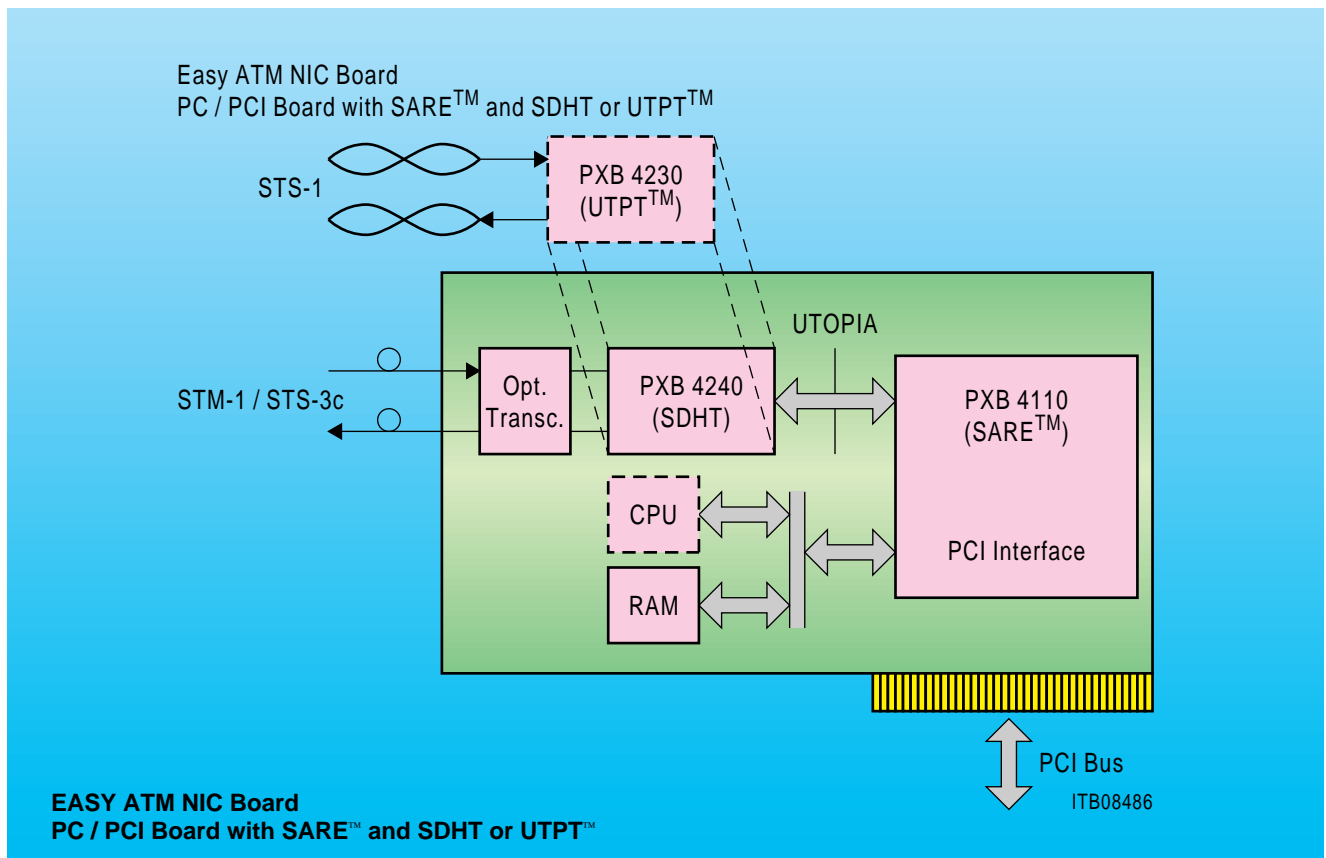 Easy ATM NIC Board
PC / PCI Board with SARE™ and SDHT or UTPT™
STS-1
PXB 4230
(UTPT™)
UTOPIA
STM-1 / STS-3c
Opt.
Transc.
PXB 4240
(SDHT)
PXB 4110
(SARE™)
CPU
RAM
PCI Interface
PCI Bus
ITB08486
EASY ATM NIC Board
PC / PCI Board with SARE™ and SDHT or UTPT™